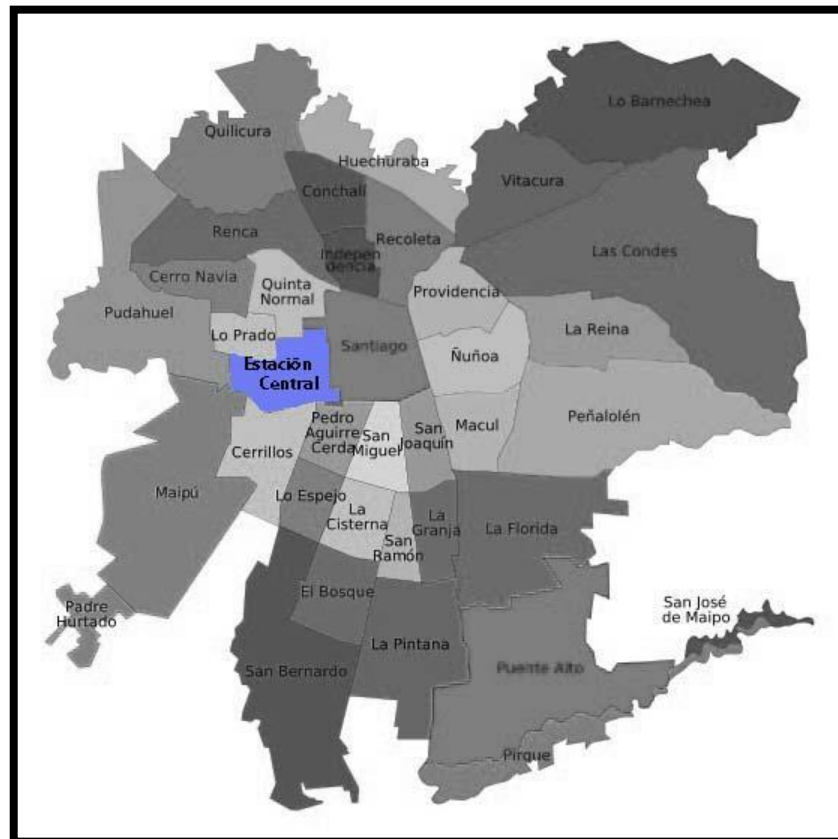 Lo Barnechea
Quilicura
Huechuraba
Vitacura
Conchalí
Renca
Recoleta
Indepen
dencia
Las Condes
Cerro Navia
Quinta
Normal
Providencia
Pudahuel
Lo Prado
Santiago
La Reina
Ñuñoa
Estación
Central
Pedro
Aguirre
Cerda
San
Miguel
San
Joaquín
Macul
Peñalolén
Cerrillos
Maipú
Lo Espejo
La
Cisterna
La
Granja
La Florida
San
Ramón
El Bosque
Padre
Hurtado
San José
de Maipo
La Pintana
San Bernardo
Puente Alto
Pirque